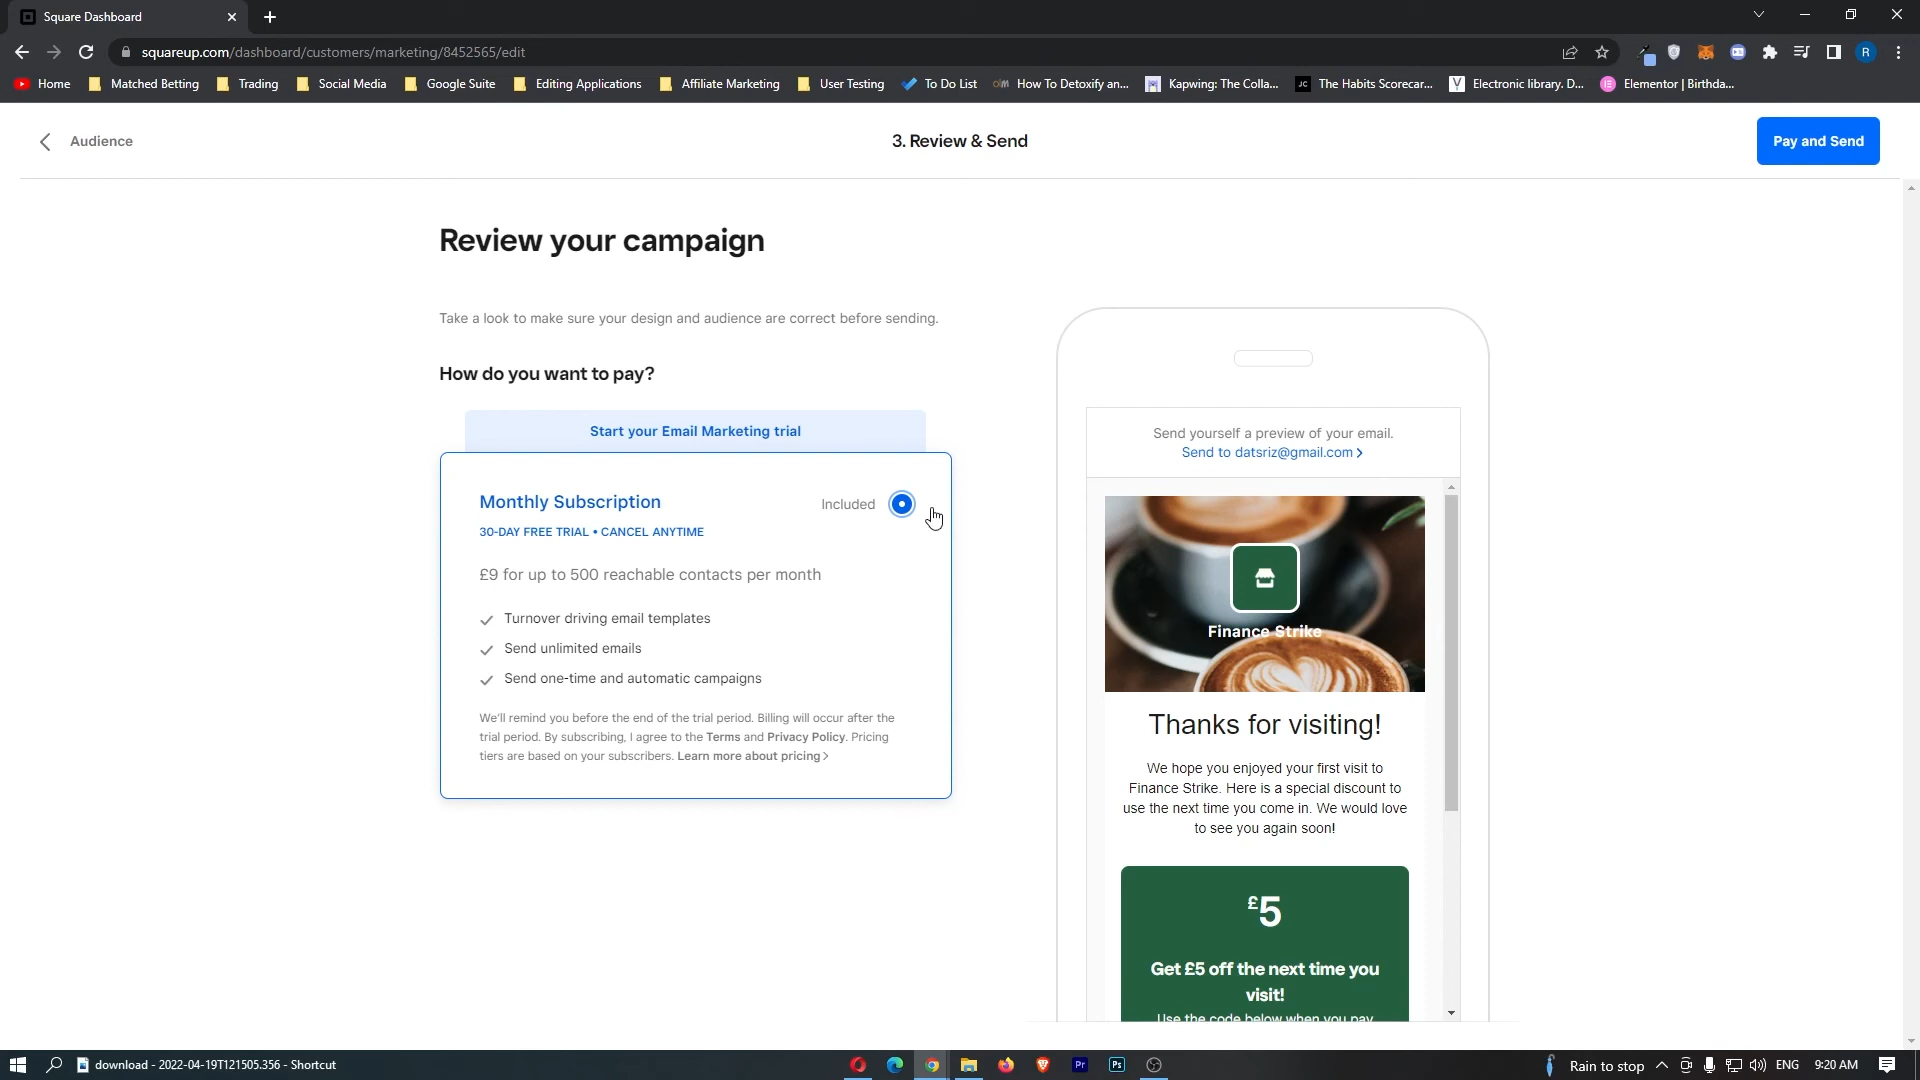 Square Dashboard
squareup.com/dashboard/customers/marketing/8452565/edit
R
Home
Matched Betting
Trading
Social Media
Google Suite
Editing Applications
Affiliate Marketing
User Testing
To Do List
How To Detoxify an...
Kapwing: The Colla...
JC
The Habits Scorecar...
Electronic library. D...
Elementor | Birthda...
Audience
3. Review & Send
Pay and Send
Review your campaign
Take a look to make sure your design and audience are correct before sending.
How do you want to pay?
Start your Email Marketing trial
Monthly Subscription
Included
30-DAY FREE TRIAL • CANCEL ANYTIME
£9 for up to 500 reachable contacts per month
Turnover driving email templates
Send unlimited emails
Send one-time and automatic campaigns
We'll remind you before the end of the trial period. Billing will occur after the
trial period. By subscribing, I agree to the Terms and Privacy Policy. Pricing
tiers are based on your subscribers. Learn more about pricing >
Send yourself a preview of your email.
Send to datsriz@gmail.com >
Finance Strike
Thanks for visiting!
We hope you enjoyed your first visit to
Finance Strike. Here is a special discount to
use the next time you come in. We would love
to see you again soon!
£5
Get £5 off the next time you
visit!
Use the code below when you pay
download - 2022-04-19T121505.356 - Shortcut
Pr
Ps
Rain to stop
ENG
9:20 AM